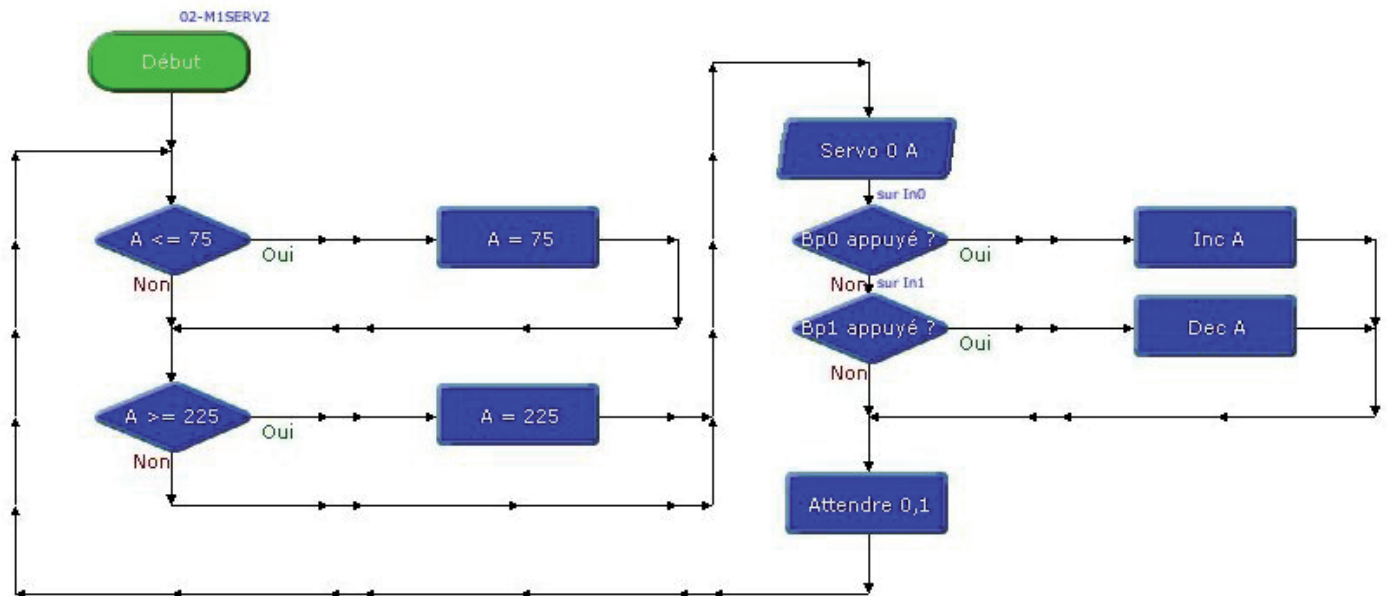 02-M1SERV2
Début
A <= 75
Oui
A = 75
Non
A >= 225
Oui
A = 225
Non
Servo 0 A
sur In0
Bp0 appuyé ?
Oui
Inc A
Non
sur In1
Bp1 appuyé ?
Oui
Dec A
Non
Attendre 0,1